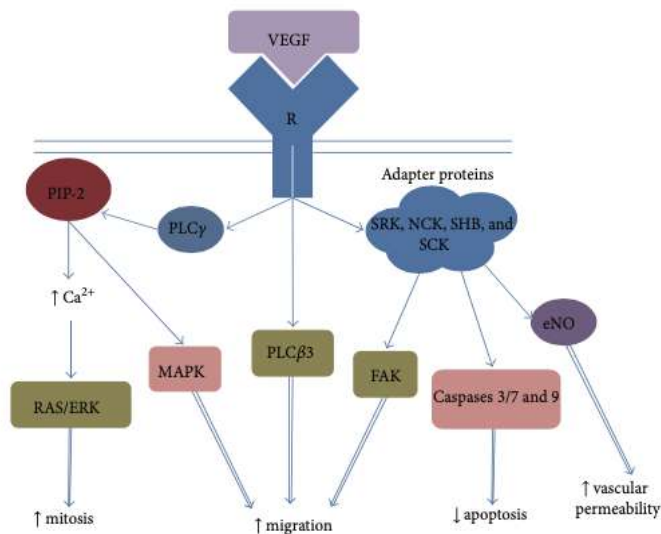 VEGF
R
Adapter proteins
PIP-2
PLCγ
SRK, NCK, SHB, and
SCK
↑ Ca²⁺
eNO
MAPK
PLCβ3
FAK
RAS/ERK
Caspases 3/7 and 9
↑ mitosis
↑ migration
↓ apoptosis
↑ vascular
permeability